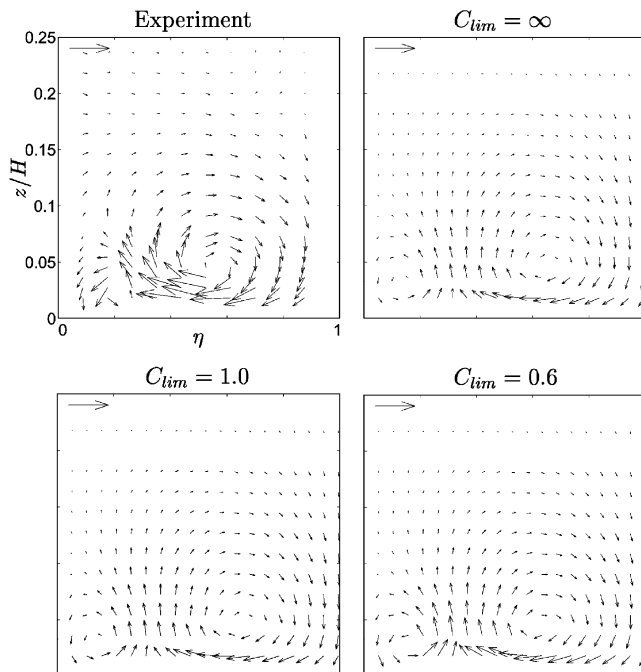 Experiment
C_{lim} = ∞
0.25
0.2
0.15
z/H
0.1
0.05
0
0
η
1
C_{lim} = 1.0
C_{lim} = 0.6